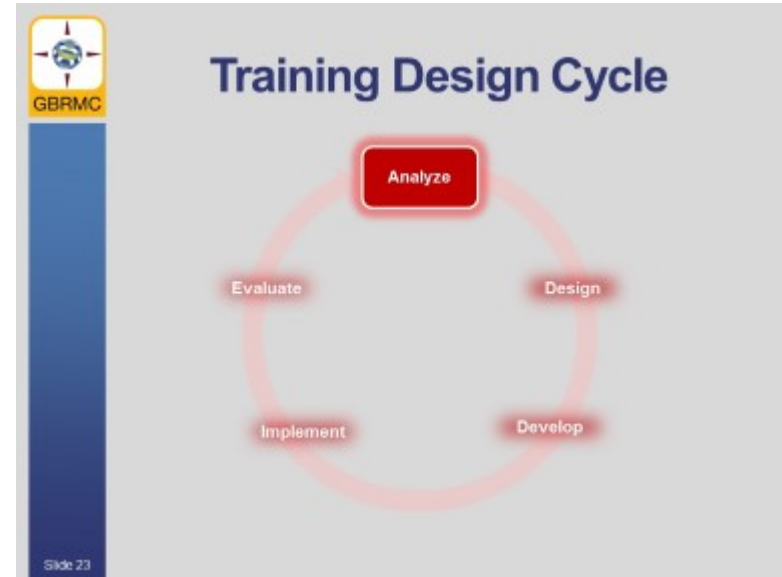 GBRMC
Training Design Cycle
Analyze
Evaluate
Design
Implement
Develop
Slide 23